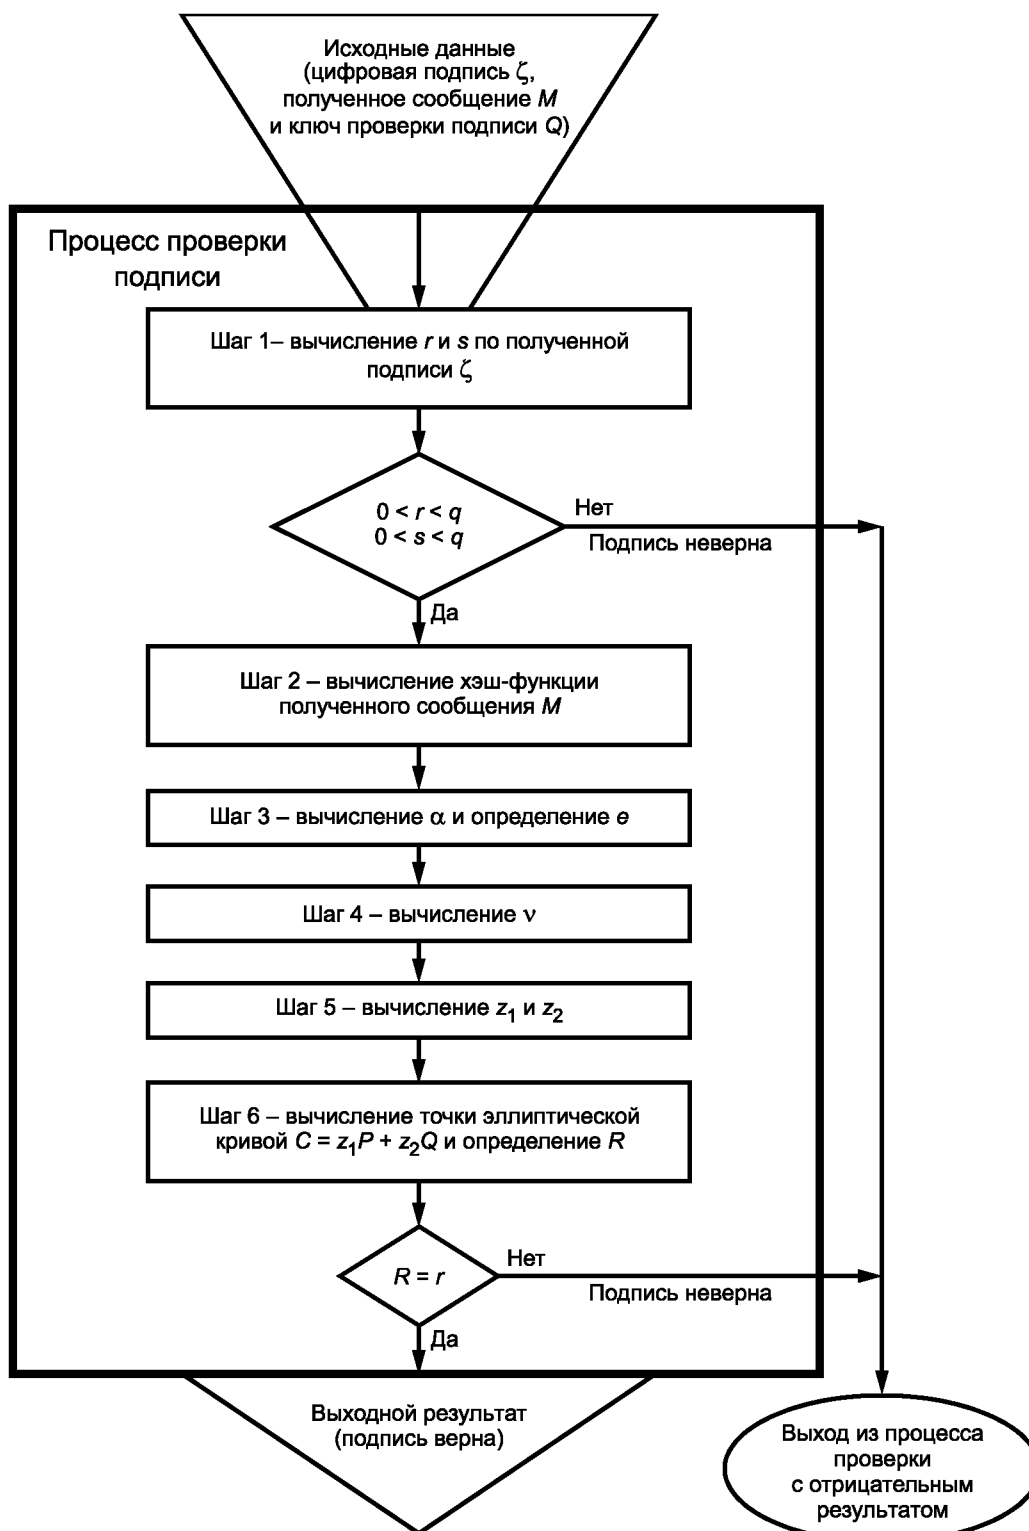 Исходные данные
(цифровая подпись ζ,
полученное сообщение M
и ключ проверки подписи Q)
Процесс проверки
подписи
Шаг 1– вычисление r и s по полученной
подписи ζ
0 < r < q
0 < s < q
Нет
Подпись неверна
Да
Шаг 2 – вычисление хэш-функции
полученного сообщения M
Шаг 3 – вычисление α и определение e
Шаг 4 – вычисление ν
Шаг 5 – вычисление z₁ и z₂
Шаг 6 – вычисление точки эллиптической
кривой C = z₁P + z₂Q и определение R
R = r
Нет
Подпись неверна
Да
Выходной результат
(подпись верна)
Выход из процесса
проверки
с отрицательным
результатом